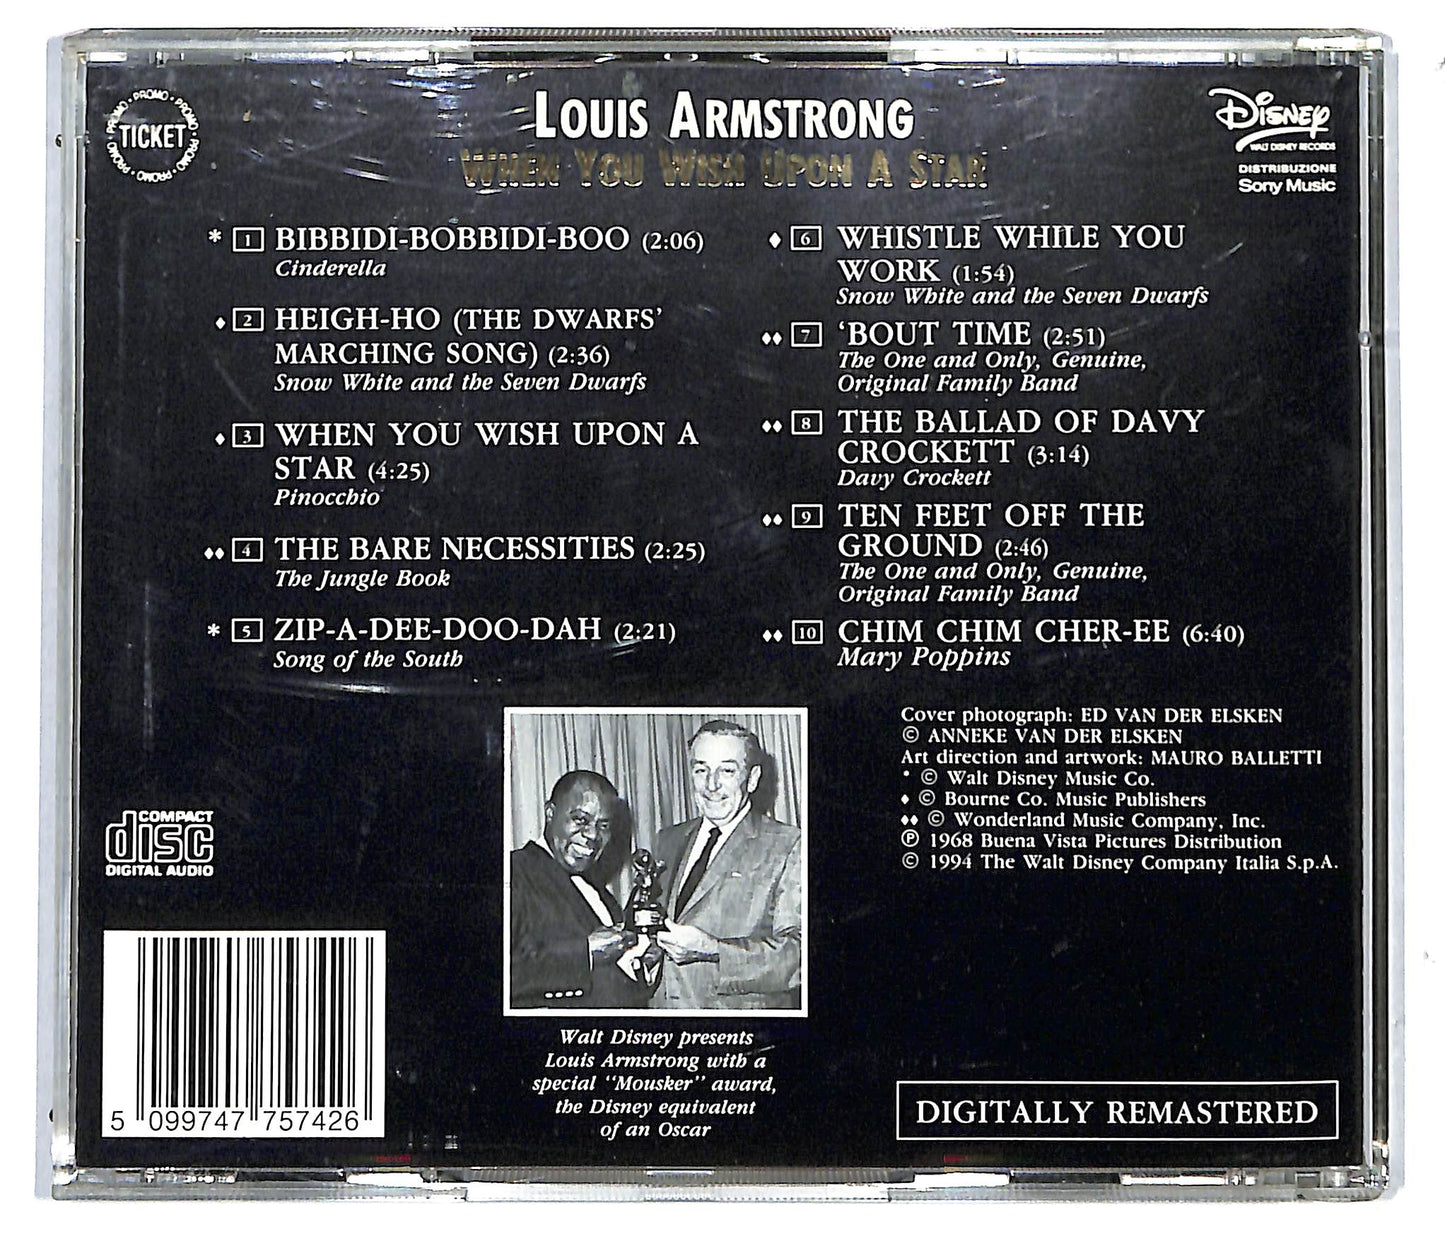 PROMO • PROMO • PROMO • PROMO • PROMO • PROMO •
TICKET
LOUIS ARMSTRONG
WHEN YOU WISH UPON A STAR
Disney
WALT DISNEY RECORDS
DISTRIBUZIONE
Sony Music
* 1 BIBBIDI-BOBBIDI-BOO (2:06)
Cinderella
♦ 2 HEIGH-HO (THE DWARFS'
MARCHING SONG) (2:36)
Snow White and the Seven Dwarfs
♦ 3 WHEN YOU WISH UPON A
STAR (4:25)
Pinocchio
♦♦ 4 THE BARE NECESSITIES (2:25)
The Jungle Book
* 5 ZIP-A-DEE-DOO-DAH (2:21)
Song of the South
♦ 6 WHISTLE WHILE YOU
WORK (1:54)
Snow White and the Seven Dwarfs
♦♦ 7 'BOUT TIME (2:51)
The One and Only, Genuine,
Original Family Band
♦♦ 8 THE BALLAD OF DAVY
CROCKETT (3:14)
Davy Crockett
♦♦ 9 TEN FEET OFF THE
GROUND (2:46)
The One and Only, Genuine,
Original Family Band
♦♦ 10 CHIM CHIM CHER-EE (6:40)
Mary Poppins
Cover photograph: ED VAN DER ELSKEN
© ANNEKE VAN DER ELSKEN
Art direction and artwork: MAURO BALLETTI
* © Walt Disney Music Co.
♦ © Bourne Co. Music Publishers
♦♦ © Wonderland Music Company, Inc.
℗ 1968 Buena Vista Pictures Distribution
© 1994 The Walt Disney Company Italia S.p.A.
COMPACT
disc
DIGITAL AUDIO
5 099747 757426
Walt Disney presents
Louis Armstrong with a
special "Mousker" award,
the Disney equivalent
of an Oscar
DIGITALLY REMASTERED